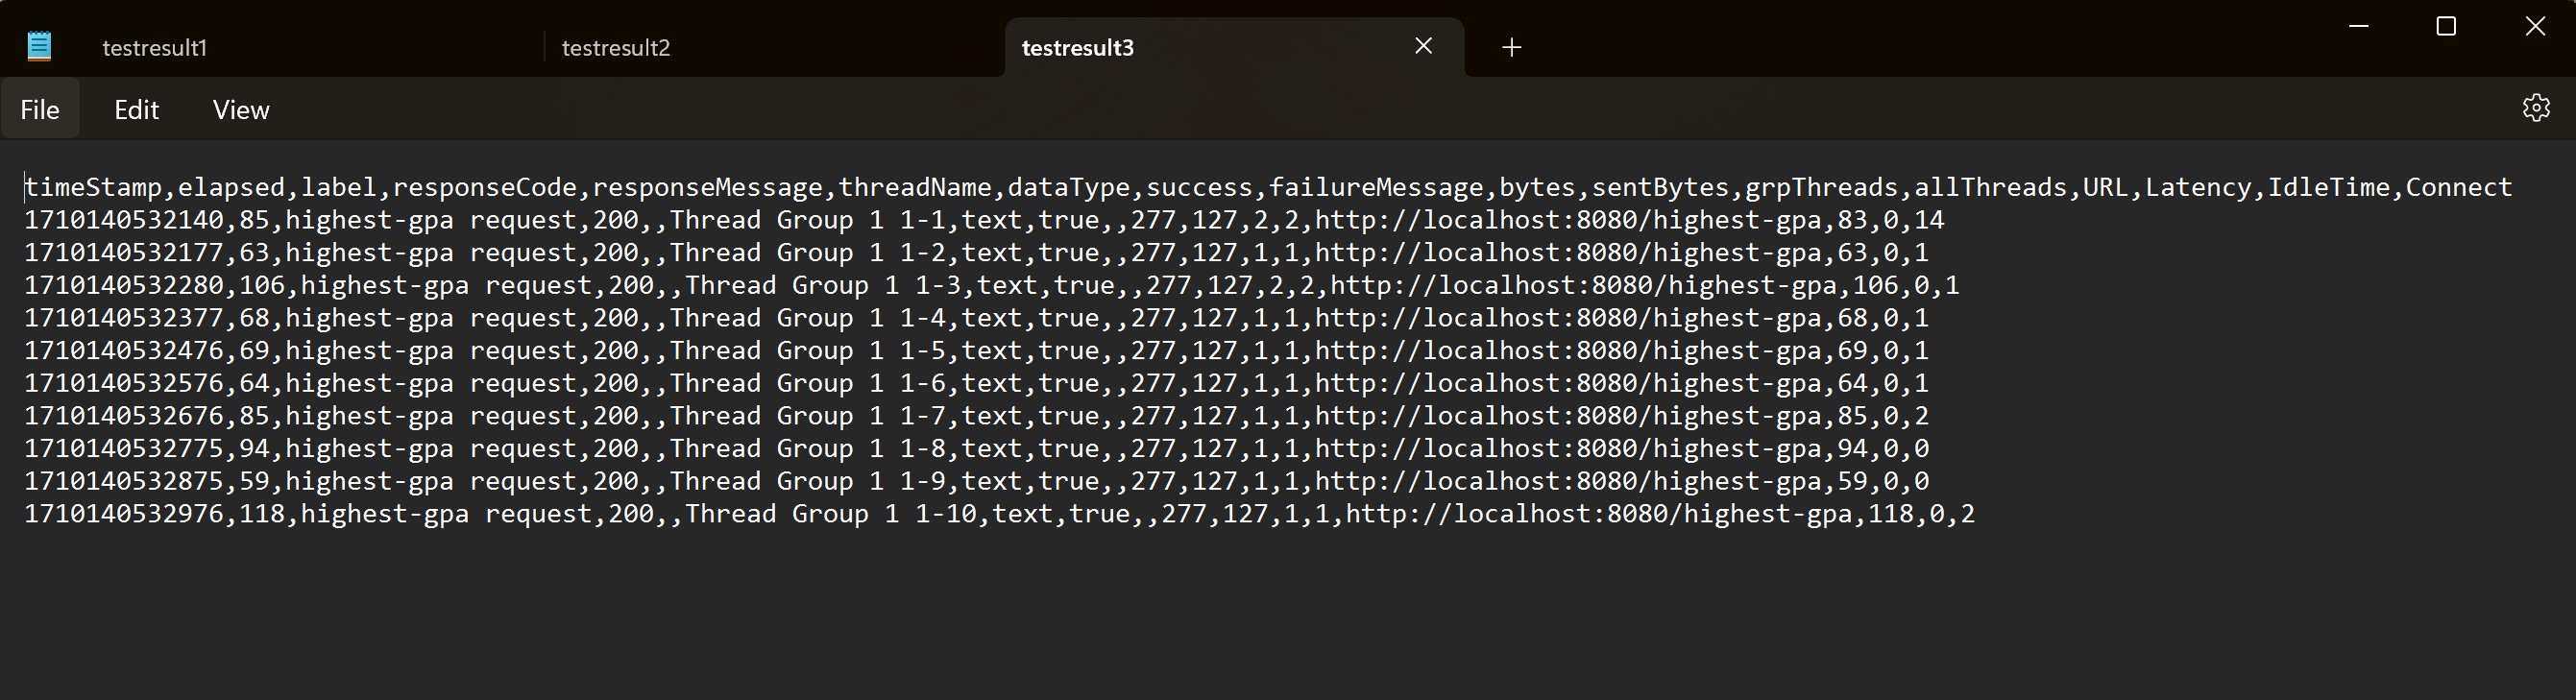 testresult1
testresult2
testresult3
File
Edit
View
timeStamp,elapsed,label,responseCode,responseMessage,threadName,dataType,success,failureMessage,bytes,sentBytes,grpThreads,allThreads,URL,Latency,IdleTime,Connect
1710140532140,85,highest-gpa request,200,,Thread Group 1 1-1,text,true,,277,127,2,2,http://localhost:8080/highest-gpa,83,0,14
1710140532177,63,highest-gpa request,200,,Thread Group 1 1-2,text,true,,277,127,1,1,http://localhost:8080/highest-gpa,63,0,1
1710140532280,106,highest-gpa request,200,,Thread Group 1 1-3,text,true,,277,127,2,2,http://localhost:8080/highest-gpa,106,0,1
1710140532377,68,highest-gpa request,200,,Thread Group 1 1-4,text,true,,277,127,1,1,http://localhost:8080/highest-gpa,68,0,1
1710140532476,69,highest-gpa request,200,,Thread Group 1 1-5,text,true,,277,127,1,1,http://localhost:8080/highest-gpa,69,0,1
1710140532576,64,highest-gpa request,200,,Thread Group 1 1-6,text,true,,277,127,1,1,http://localhost:8080/highest-gpa,64,0,1
1710140532676,85,highest-gpa request,200,,Thread Group 1 1-7,text,true,,277,127,1,1,http://localhost:8080/highest-gpa,85,0,2
1710140532775,94,highest-gpa request,200,,Thread Group 1 1-8,text,true,,277,127,1,1,http://localhost:8080/highest-gpa,94,0,0
1710140532875,59,highest-gpa request,200,,Thread Group 1 1-9,text,true,,277,127,1,1,http://localhost:8080/highest-gpa,59,0,0
1710140532976,118,highest-gpa request,200,,Thread Group 1 1-10,text,true,,277,127,1,1,http://localhost:8080/highest-gpa,118,0,2